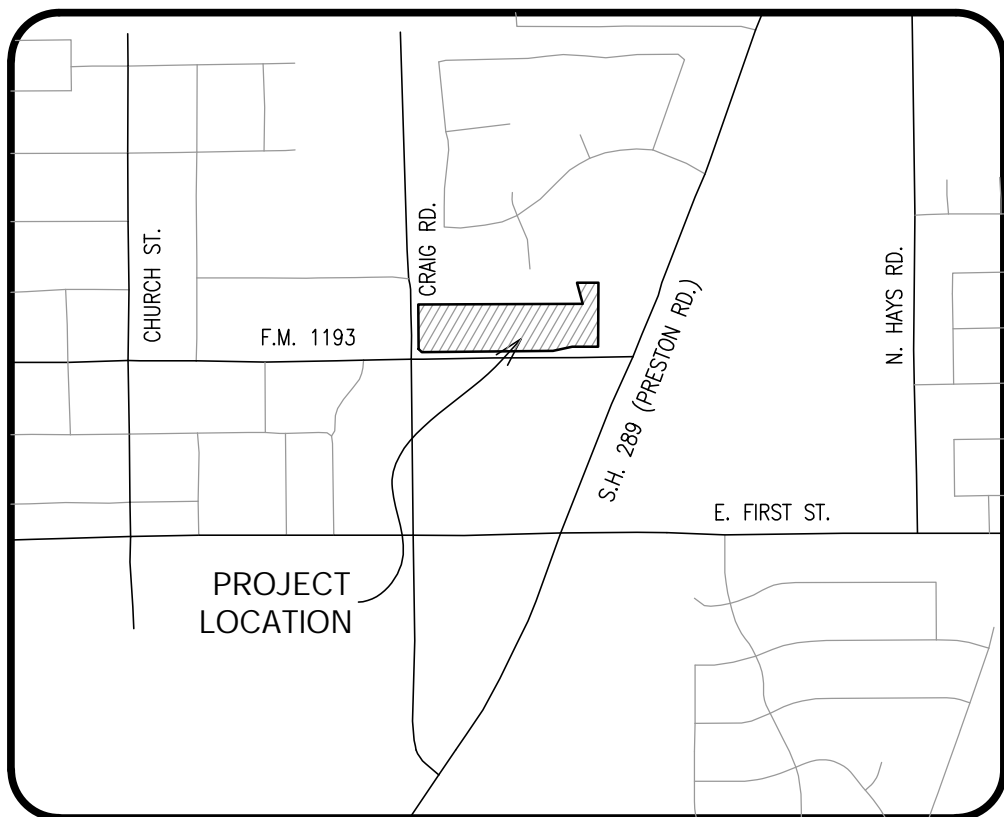 CHURCH ST.
CRAIG RD.
F.M. 1193
S.H. 289 (PRESTON RD.)
N. HAYS RD.
E. FIRST ST.
PROJECT
LOCATION